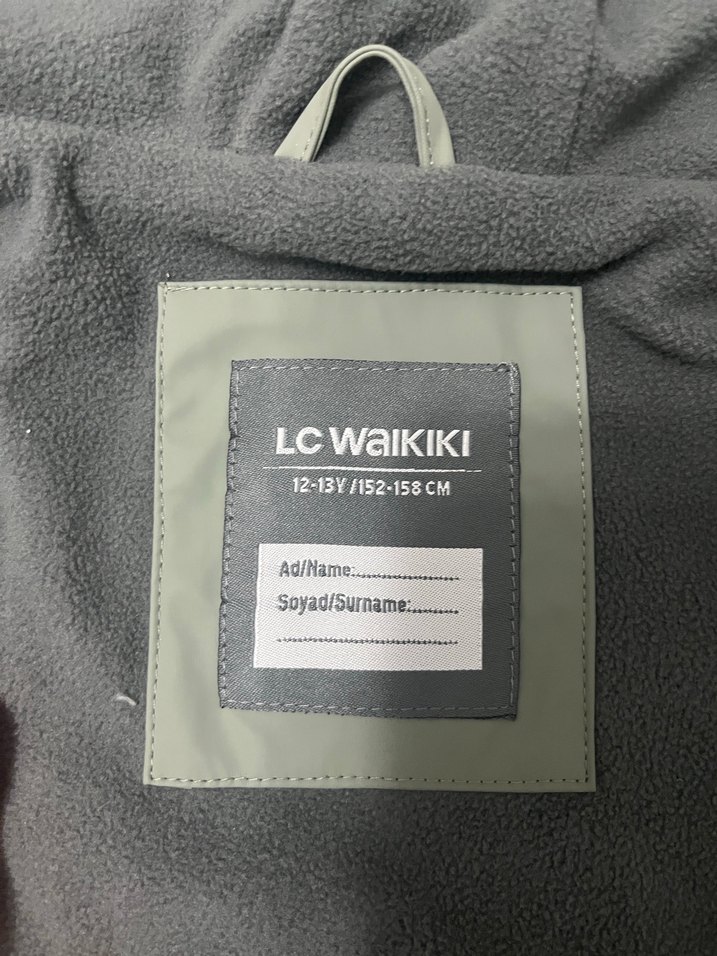 LC WAIKIKI
12-13Y /152-158 CM
Ad/Name:....................
Soyad/Surname:.........
...................................